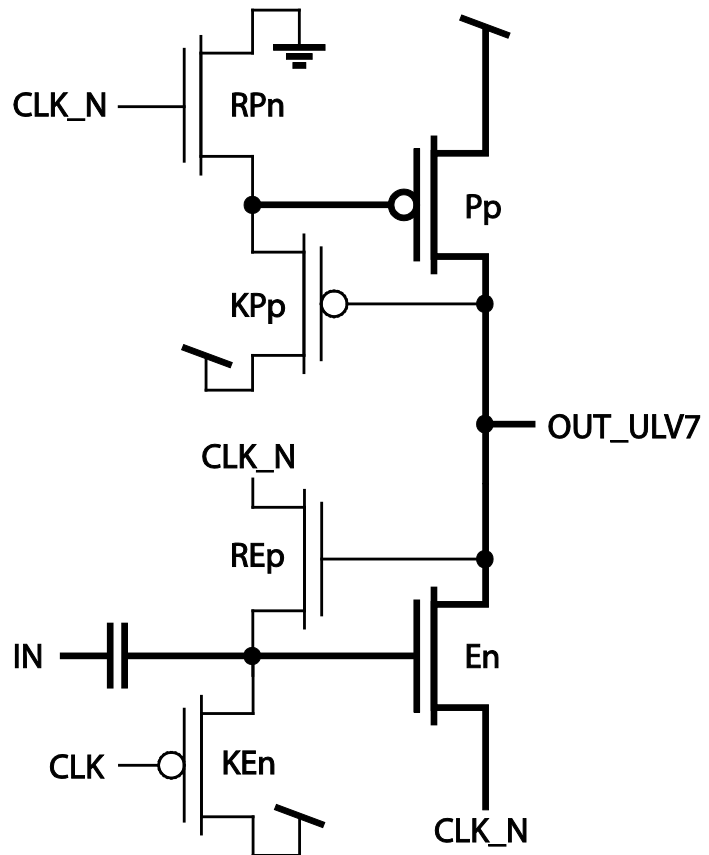 CLK_N
RPn
Pp
KPp
OUT_ULV7
CLK_N
REp
IN
En
CLK
KEn
CLK_N